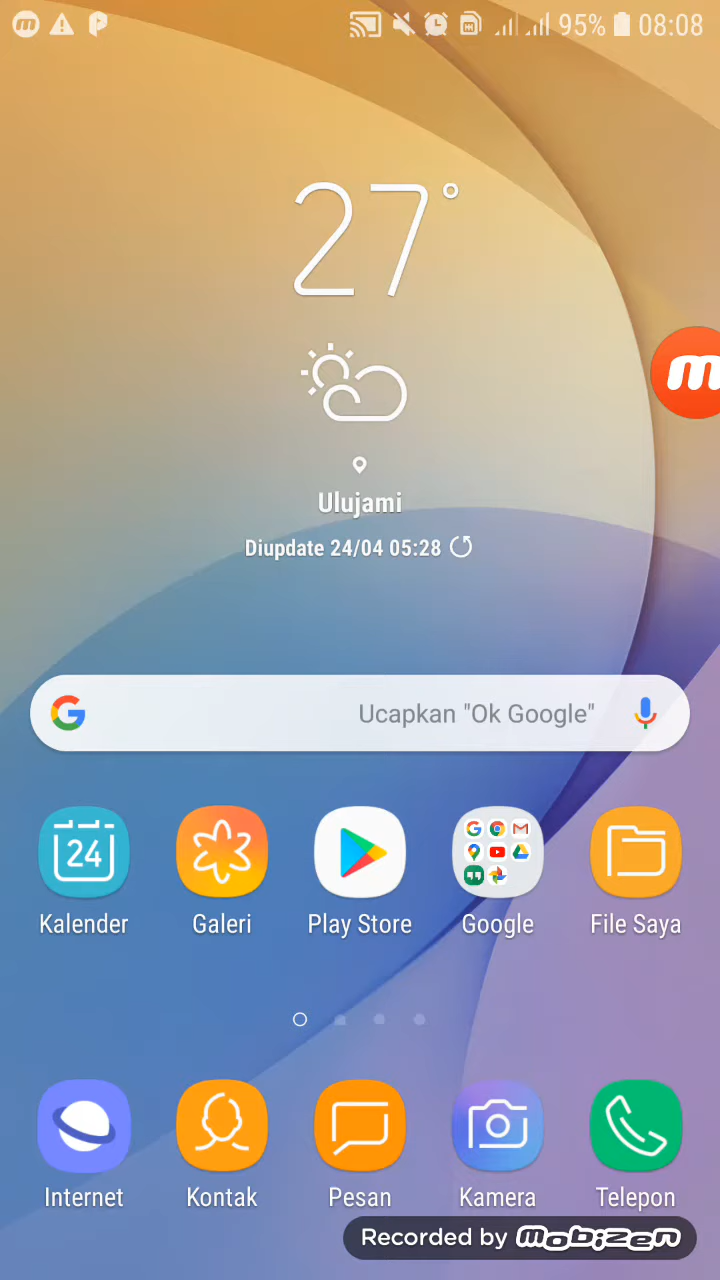 95% 08:08
27°
Ulujami
Diupdate 24/04 05:28
Ucapkan "Ok Google"
24
Kalender Galeri Play Store Google File Saya
Internet Kontak Pesan Kamera Telepon
Recorded by mobizen